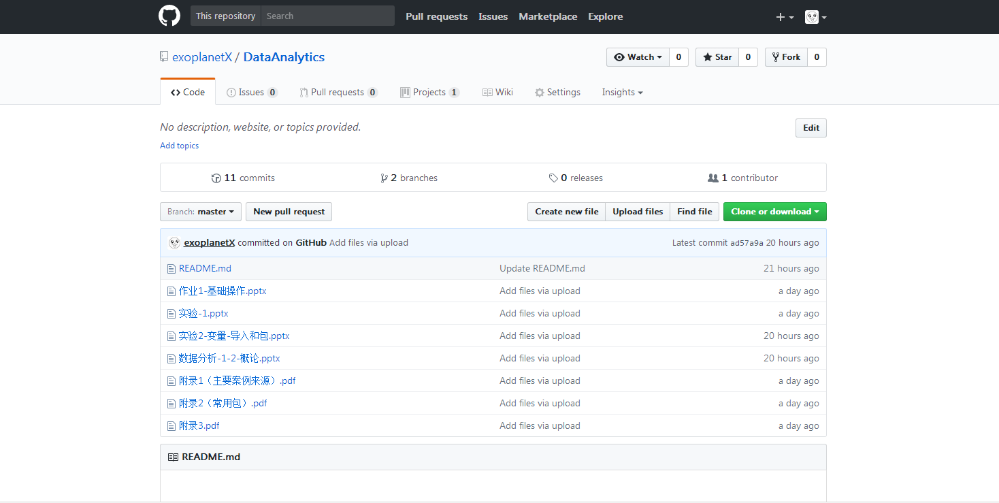 This repository Search Pull requests Issues Marketplace Explore
exoplanetX / DataAnalytics Watch 0 Star 0 Fork 0
Code Issues 0 Pull requests 0 Projects 1 Wiki Settings Insights
No description, website, or topics provided. Edit
Add topics
11 commits 2 branches 0 releases 1 contributor
Branch: master New pull request Create new file Upload files Find file Clone or download
exoplanetX committed on GitHub Add files via upload Latest commit ad57a9a 20 hours ago
README.md Update README.md 21 hours ago
作业1-基础操作.pptx Add files via upload a day ago
实验-1.pptx Add files via upload a day ago
实验2-变量-导入和包.pptx Add files via upload 20 hours ago
数据分析-1-2-概论.pptx Add files via upload 20 hours ago
附录1（主要案例来源）.pdf Add files via upload a day ago
附录2（常用包）.pdf Add files via upload a day ago
附录3.pdf Add files via upload a day ago
README.md